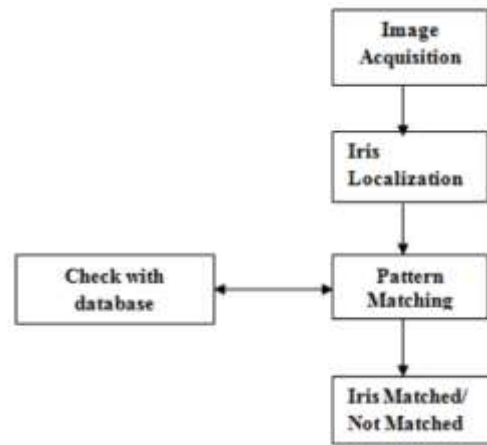 Image
Acquisition
Iris
Localization
Check with
database
Pattern
Matching
Iris Matched/
Not Matched